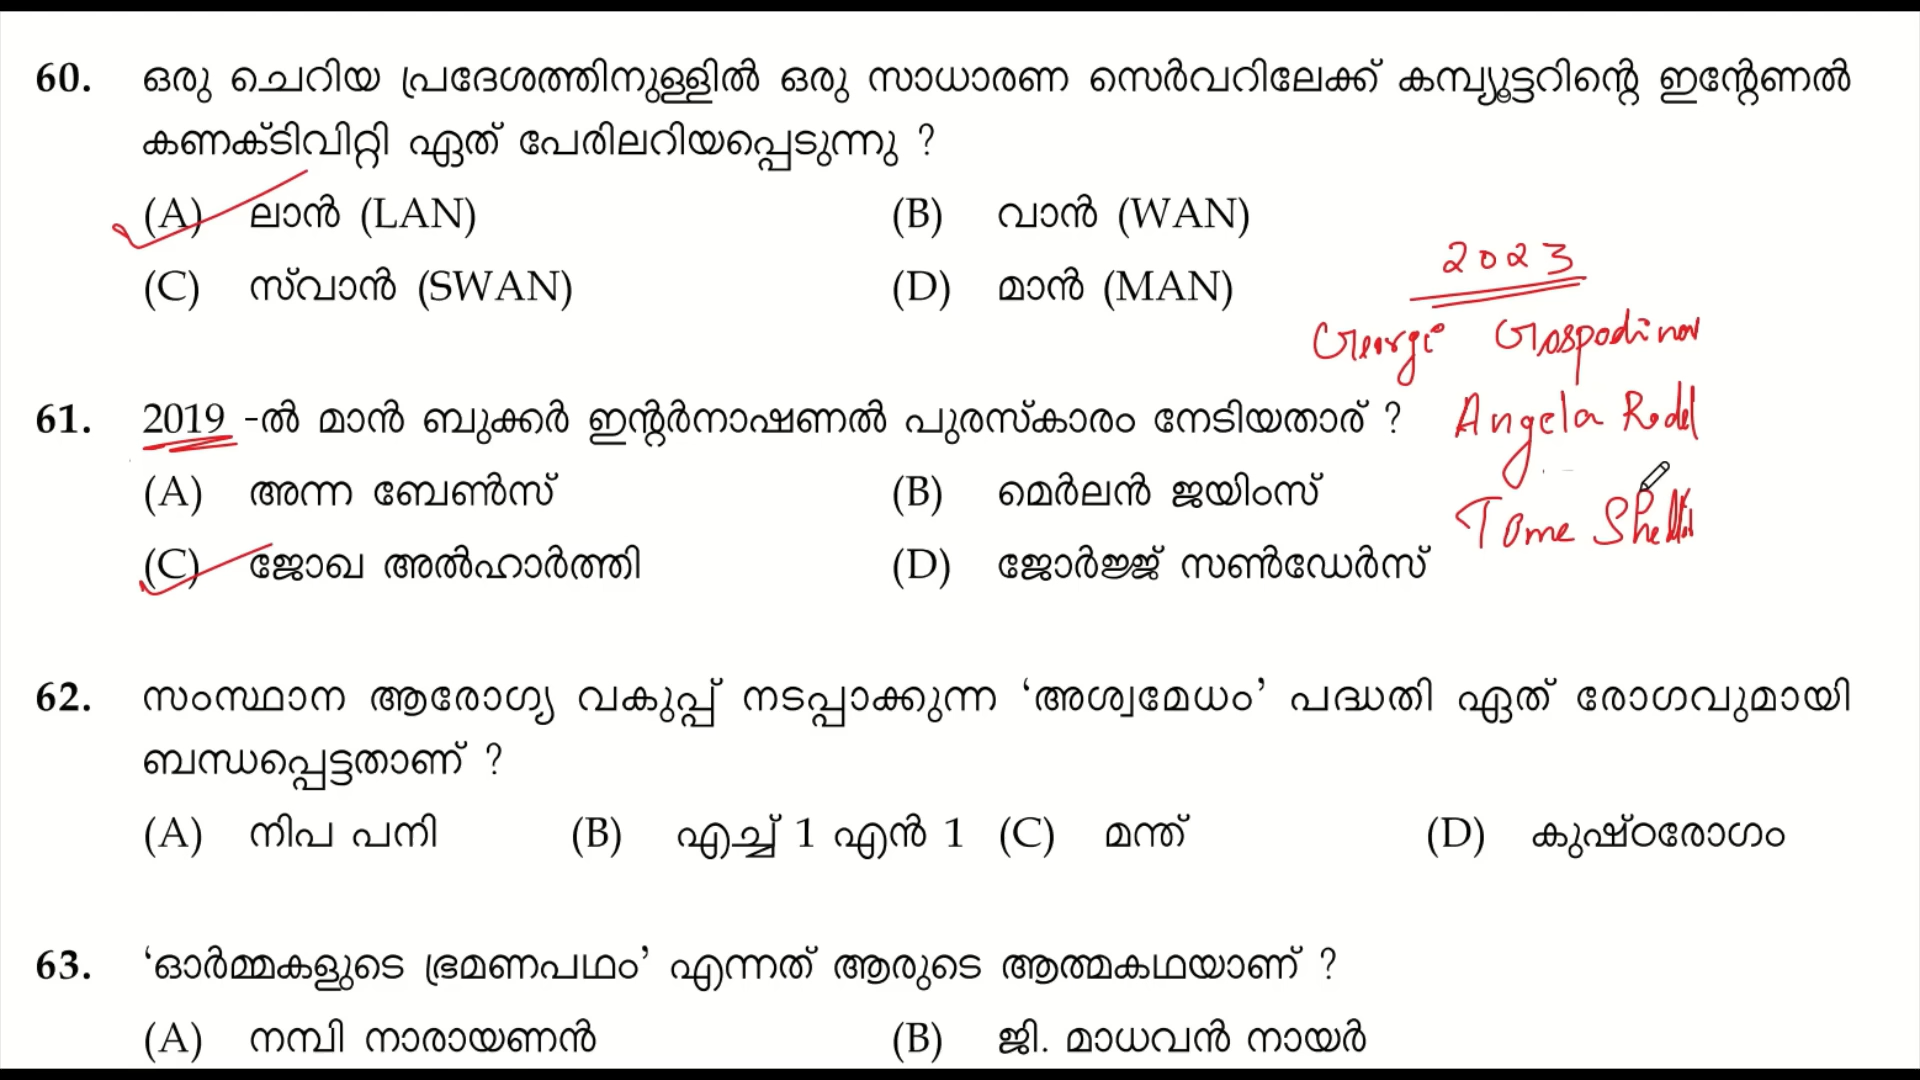 60. ഒരു ചെറിയ പ്രദേശത്തിനുള്ളിൽ ഒരു സാധാരണ സെർവറിലേക്ക് കമ്പ്യൂട്ടറിന്റെ ഇന്റേണൽ
കണക്ടിവിറ്റി ഏത് പേരിലറിയപ്പെടുന്നു ?
(A) ലാൻ (LAN) (B) വാൻ (WAN)
(C) സ്‌വാൻ (SWAN) (D) മാൻ (MAN)
2023
Georgi Gospodinov
61. 2019 -ൽ മാൻ ബുക്കർ ഇന്റർനാഷണൽ പുരസ്കാരം നേടിയതാര് ?
Angela Rodel
(A) അന്ന ബേൺസ് (B) മെർലൻ ജയിംസ്
Time Shelter
(C) ജോഖ അൽഹാർത്തി (D) ജോർജ്ജ് സൺഡേർസ്
62. സംസ്ഥാന ആരോഗ്യ വകുപ്പ് നടപ്പാക്കുന്ന ‘അശ്വമേധം’ പദ്ധതി ഏത് രോഗവുമായി
ബന്ധപ്പെട്ടതാണ് ?
(A) നിപ പനി (B) എച്ച് 1 എൻ 1 (C) മന്ത് (D) കുഷ്ഠരോഗം
63. ‘ഓർമ്മകളുടെ ഭ്രമണപഥം’ എന്നത് ആരുടെ ആത്മകഥയാണ് ?
(A) നമ്പി നാരായണൻ (B) ജി. മാധവൻ നായർ